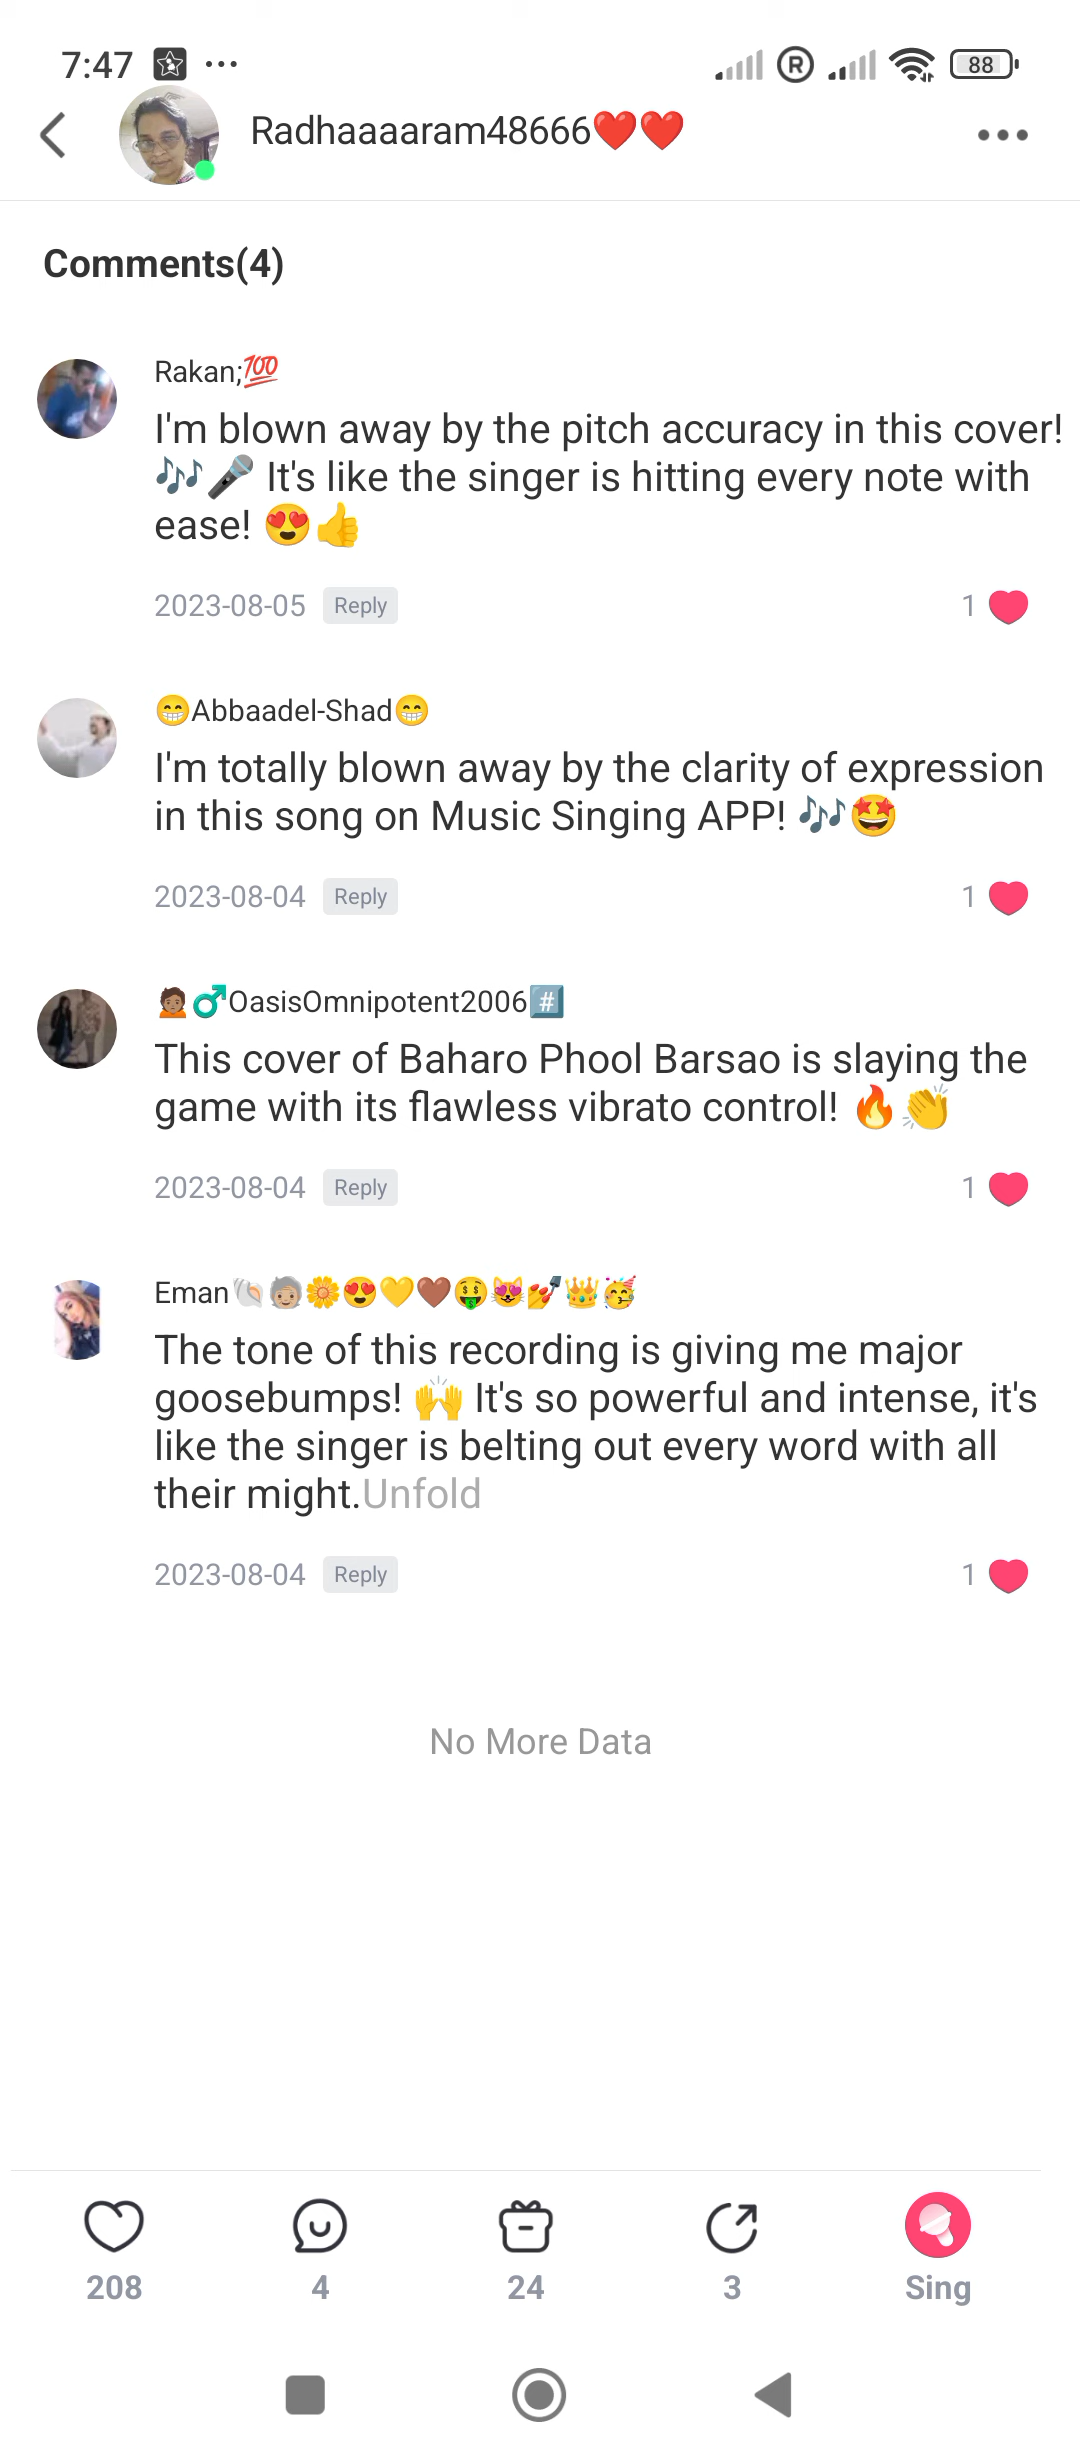 7:47 ... R 88
Radhaaaaram48666❤️❤️
Comments(4)
Rakan;💯
I'm blown away by the pitch accuracy in this cover!
🎶🎤 It's like the singer is hitting every note with
ease! 😍👍
2023-08-05 Reply 1
😁Abbaadel-Shad😁
I'm totally blown away by the clarity of expression
in this song on Music Singing APP! 🎶🤩
2023-08-04 Reply 1
🙍🏽♂️OasisOmnipotent2006#️⃣
This cover of Baharo Phool Barsao is slaying the
game with its flawless vibrato control! 🔥👏
2023-08-04 Reply 1
Eman🐚🧓🏼🌼😍💛🤎🤑😻💅👑🥳
The tone of this recording is giving me major
goosebumps! 🙌 It's so powerful and intense, it's
like the singer is belting out every word with all
their might.Unfold
2023-08-04 Reply 1
No More Data
208 4 24 3 Sing